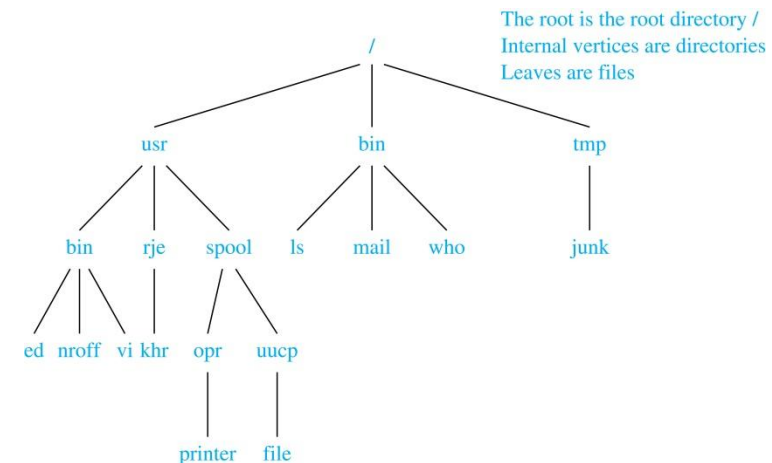 The root is the root directory /
Internal vertices are directories
Leaves are files
/
usr bin tmp
bin rje spool ls mail who junk
ed nroff vi khr opr uucp
printer file